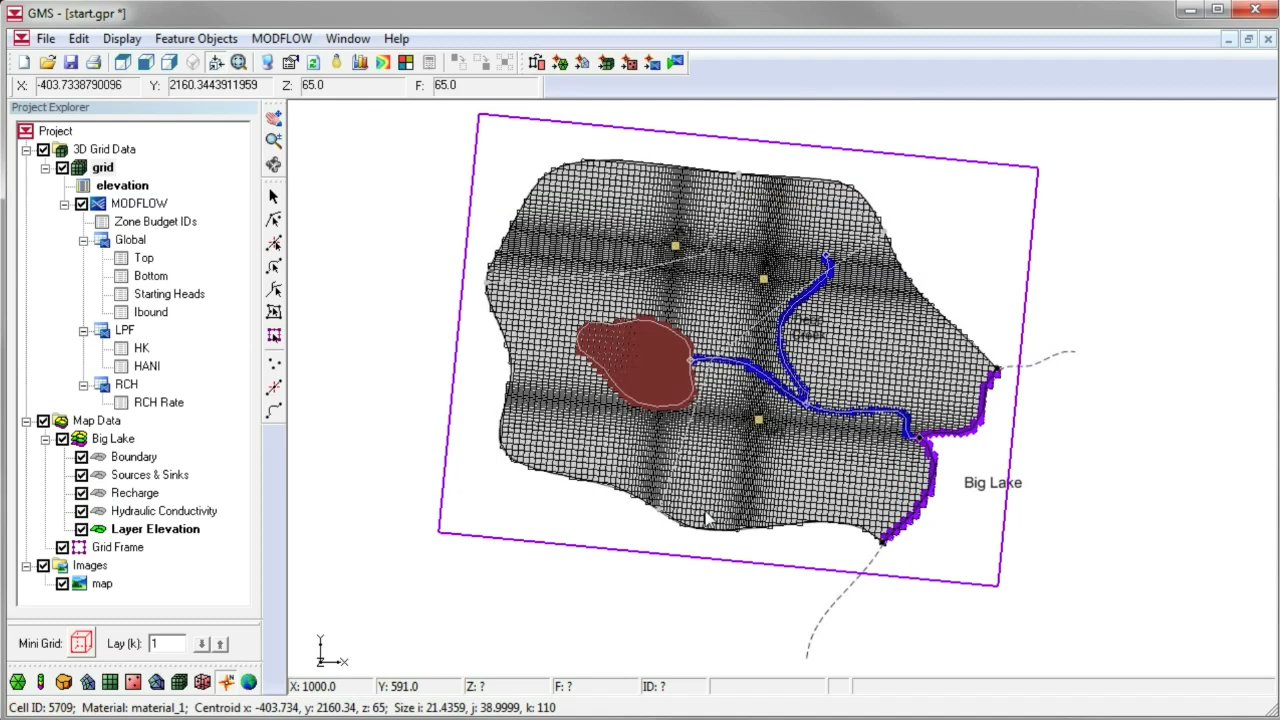 GMS - [start.gpr *]
File Edit Display Feature Objects MODFLOW Window Help
X: -403.7338790096 Y: 2160.3443911959 Z: 65.0 F: 65.0
Project Explorer
Project
3D Grid Data
grid
elevation
MODFLOW
Zone Budget IDs
Global
Top
Bottom
Starting Heads
Ibound
LPF
HK
HANI
RCH
RCH Rate
Map Data
Big Lake
Boundary
Sources & Sinks
Recharge
Hydraulic Conductivity
Layer Elevation
Grid Frame
Images
map
Big Lake
Y
Z X
Mini Grid: Lay (k): 1
X: 1000.0 Y: 591.0 Z: ? F: ? ID: ?
Cell ID: 5709; Material: material_1; Centroid x: -403.734, y: 2160.34, z: 65; Size i: 21.4359, j: 38.9999, k: 110